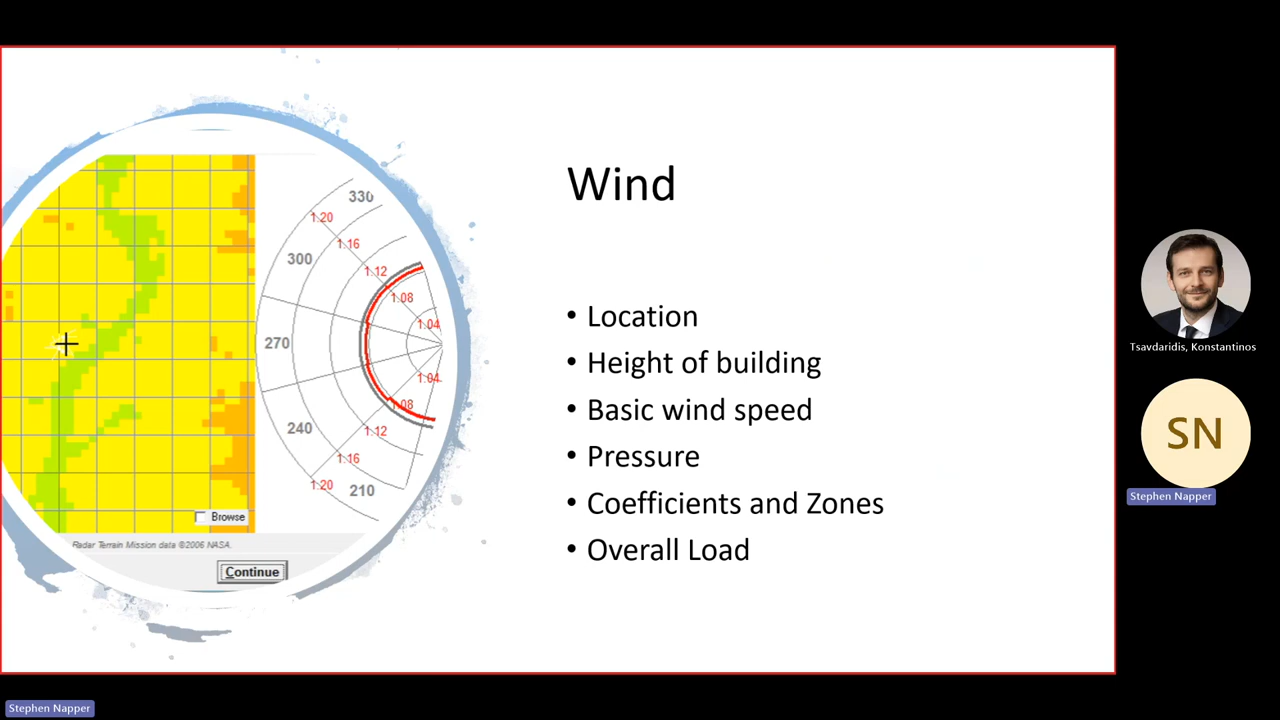 Wind
• Location
• Height of building
• Basic wind speed
• Pressure
• Coefficients and Zones
• Overall Load
330
1.20
1.16
300
1.12
1.08
1.04
270
1.04
1.08
240
1.12
1.16
1.20
210
Browse
Radar Terrain Mission data ©2006 NASA.
Continue
Tsavdaridis, Konstantinos
SN
Stephen Napper
Stephen Napper